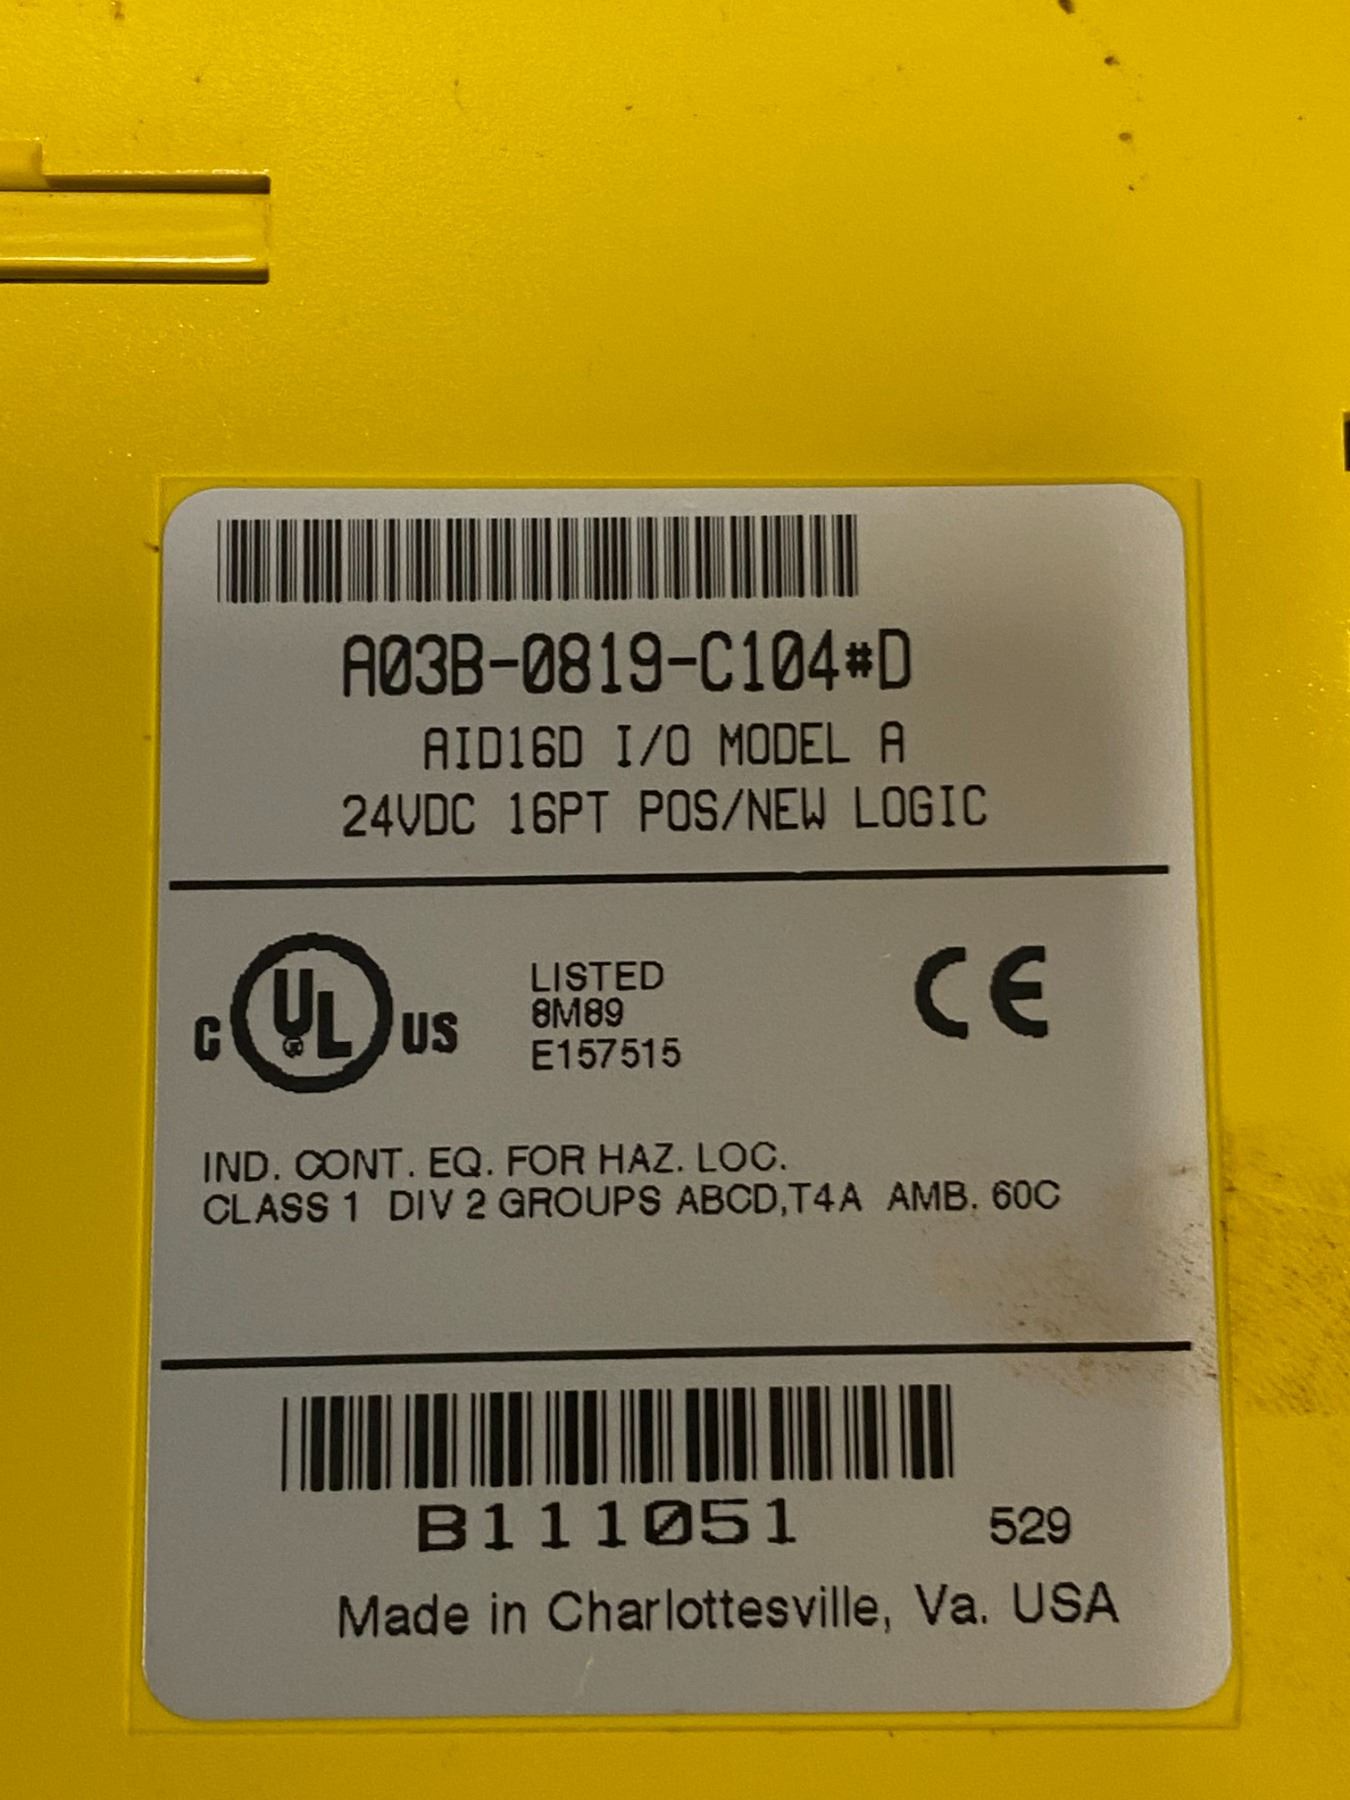 A03B-0819-C104#D
AID16D I/O MODEL A
24VDC 16PT POS/NEW LOGIC
C UL US
LISTED
8M89
E157515
CE
IND. CONT. EQ. FOR HAZ. LOC.
CLASS 1 DIV 2 GROUPS ABCD,T4A AMB. 60C
B111051 529
Made in Charlottesville, Va. USA